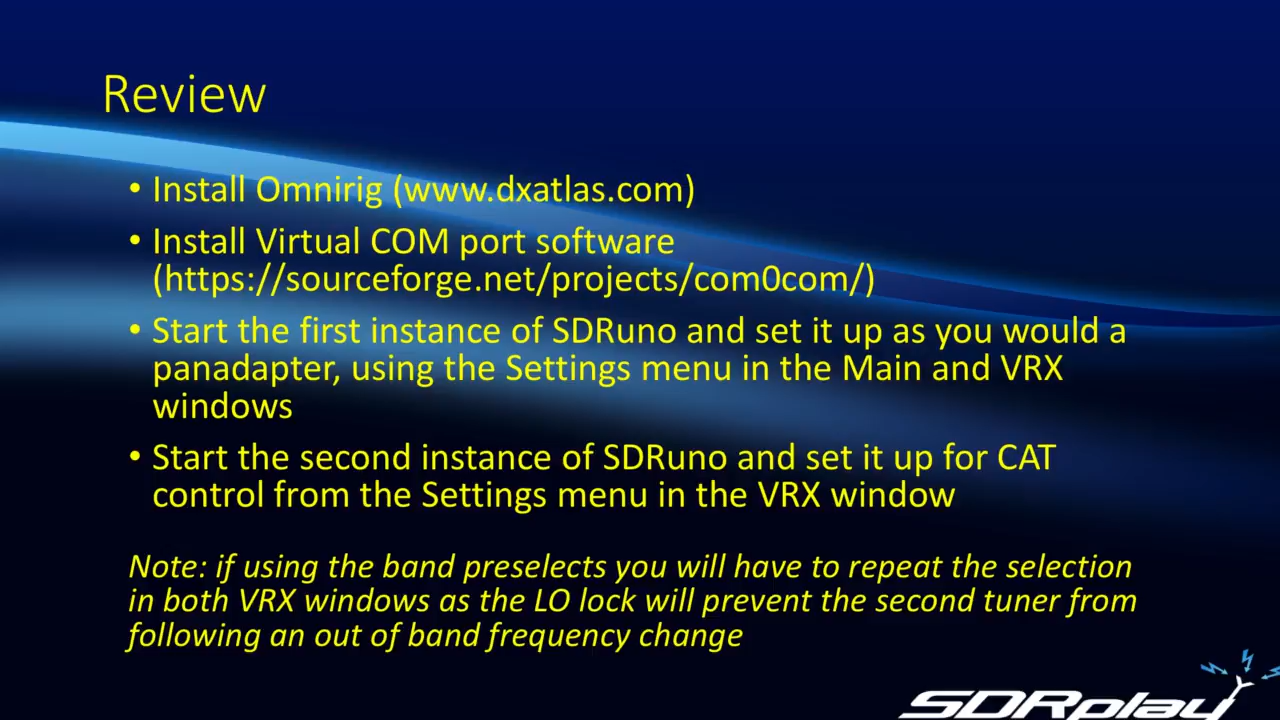 Review
• Install Omnirig (www.dxatlas.com)
• Install Virtual COM port software
(https://sourceforge.net/projects/com0com/)
• Start the first instance of SDRuno and set it up as you would a
panadapter, using the Settings menu in the Main and VRX
windows
• Start the second instance of SDRuno and set it up for CAT
control from the Settings menu in the VRX window
Note: if using the band preselects you will have to repeat the selection
in both VRX windows as the LO lock will prevent the second tuner from
following an out of band frequency change
SDRplay